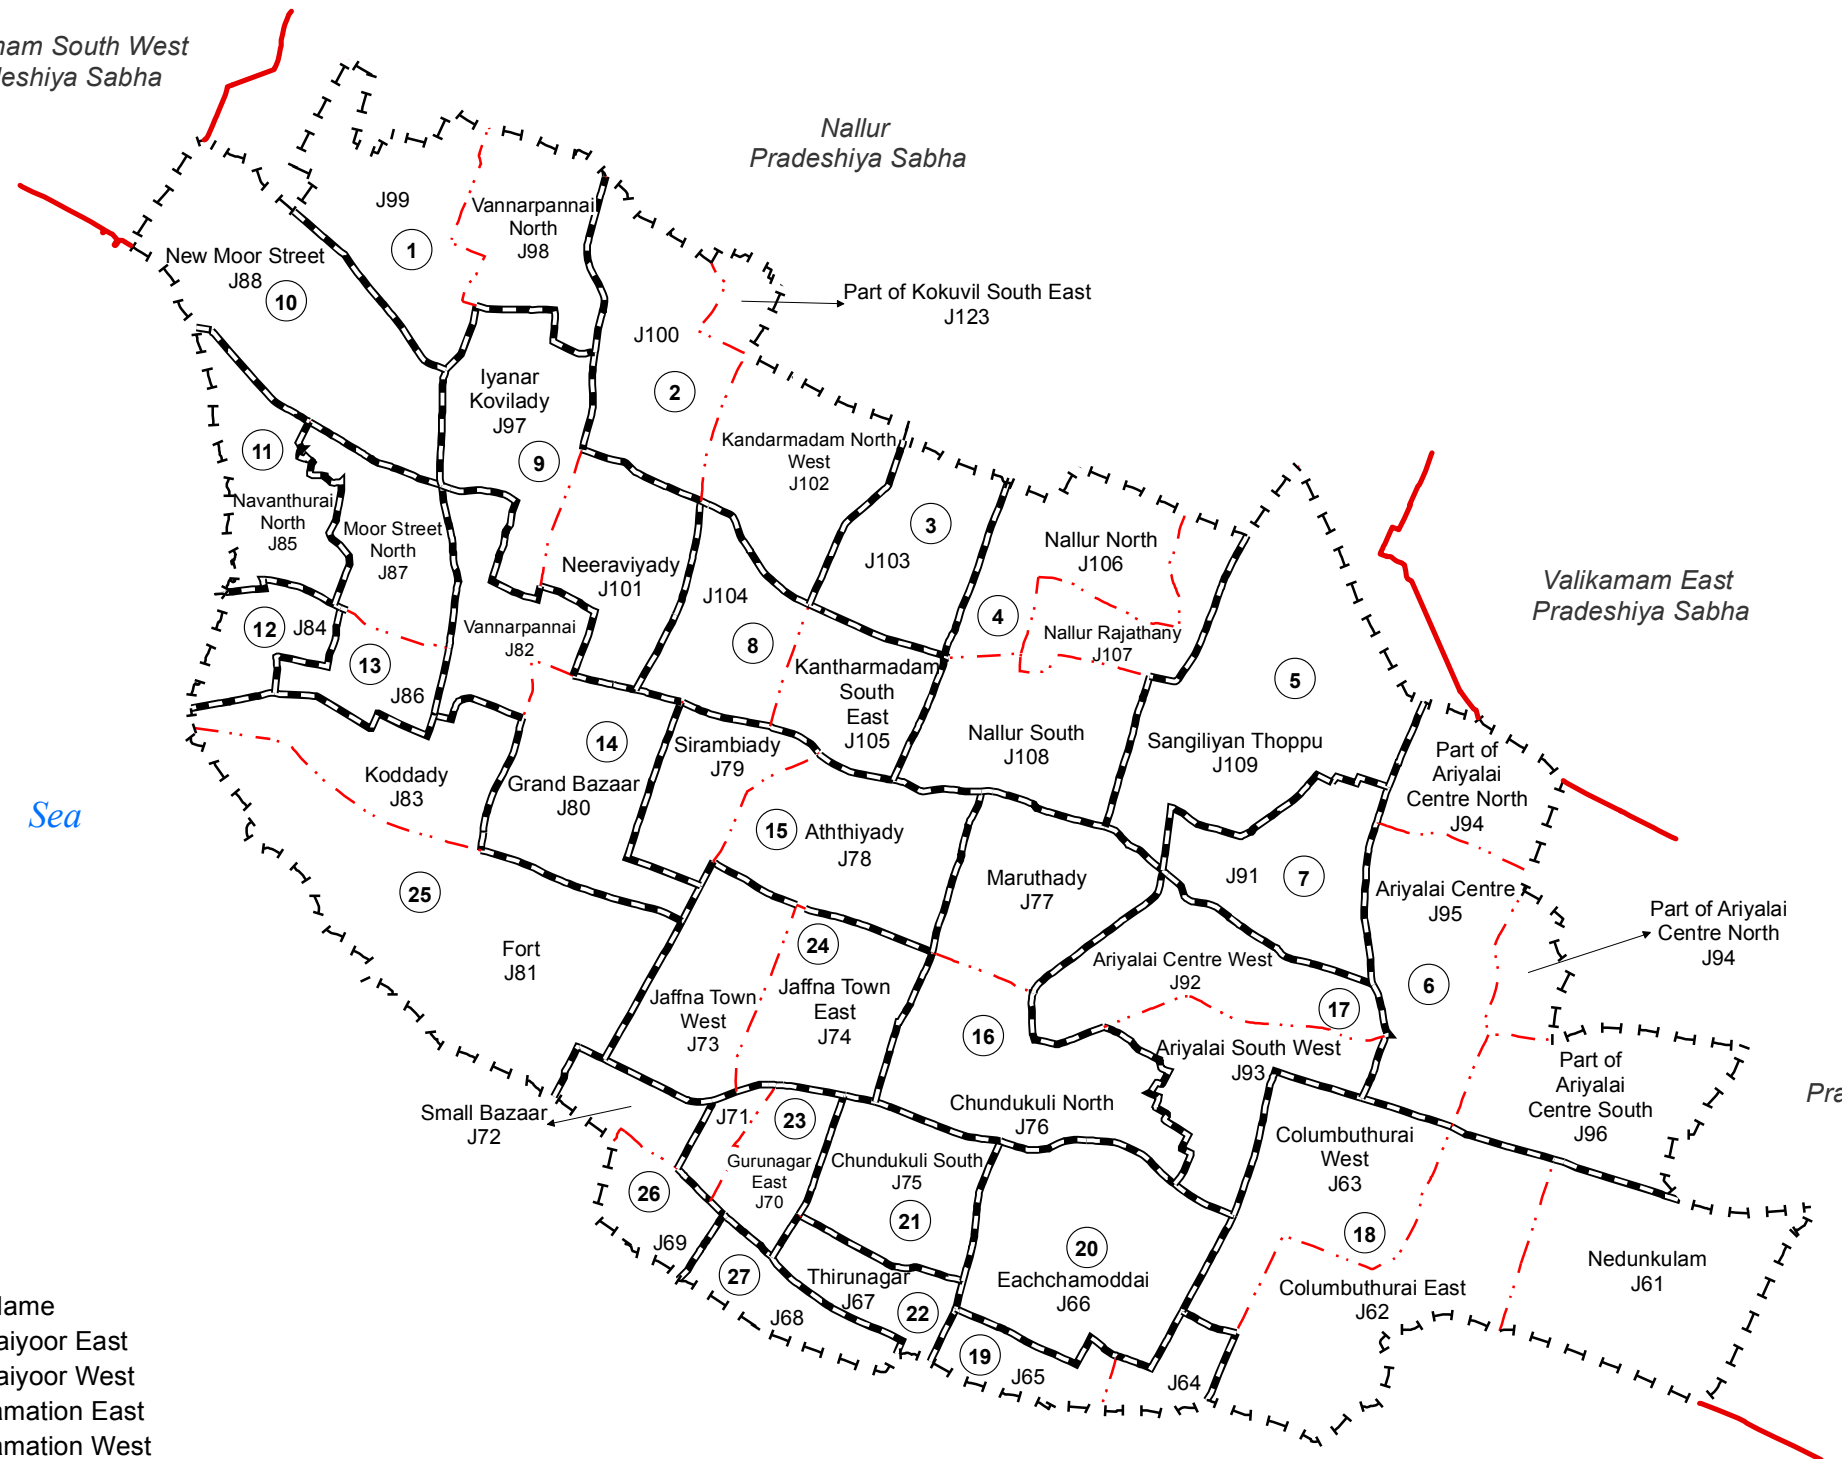 South West
Sabha
Nallur
Pradeshiya Sabha
J99
1
Vannarpannai
North
J98
New Moor Street
J88
10
Part of Kokuvil South East
J123
J100
2
Iyanar
Kovilady
J97
9
Kandarmadam North
West
J102
11
Navanthurai
North
J85
Moor Street
North
J87
3
J103
Nallur North
J106
4
Nallur Rajathany
J107
Valikamam East
Pradeshiya Sabha
Neeraviyady
J101
J104
8
12
J84
13
J86
Vannarpannai
J82
Kantharmadam
South
East
J105
5
Nallur South
J108
Sangiliyan Thoppu
J109
Part of
Ariyalai
Centre North
J94
14
Sirambiady
J79
Koddady
J83
Grand Bazaar
J80
Sea
15
Aththiyady
J78
Maruthady
J77
J91
7
Ariyalai Centre
J95
Part of Ariyalai
Centre North
J94
25
Fort
J81
24
Jaffna Town
West
J73
Jaffna Town
East
J74
Ariyalai Centre West
J92
17
6
16
Ariyalai South West
J93
Part of
Ariyalai
Centre South
J96
Small Bazaar
J72
J71
23
Chundukuli North
J76
Columbuthurai
West
J63
Gurunagar
East
J70
Chundukuli South
J75
21
26
J69
27
J68
Thirunagar
J67
22
20
Eachchamoddai
J66
18
Columbuthurai East
J62
Nedunkulam
J61
19
J65
J64
East
West
East
West